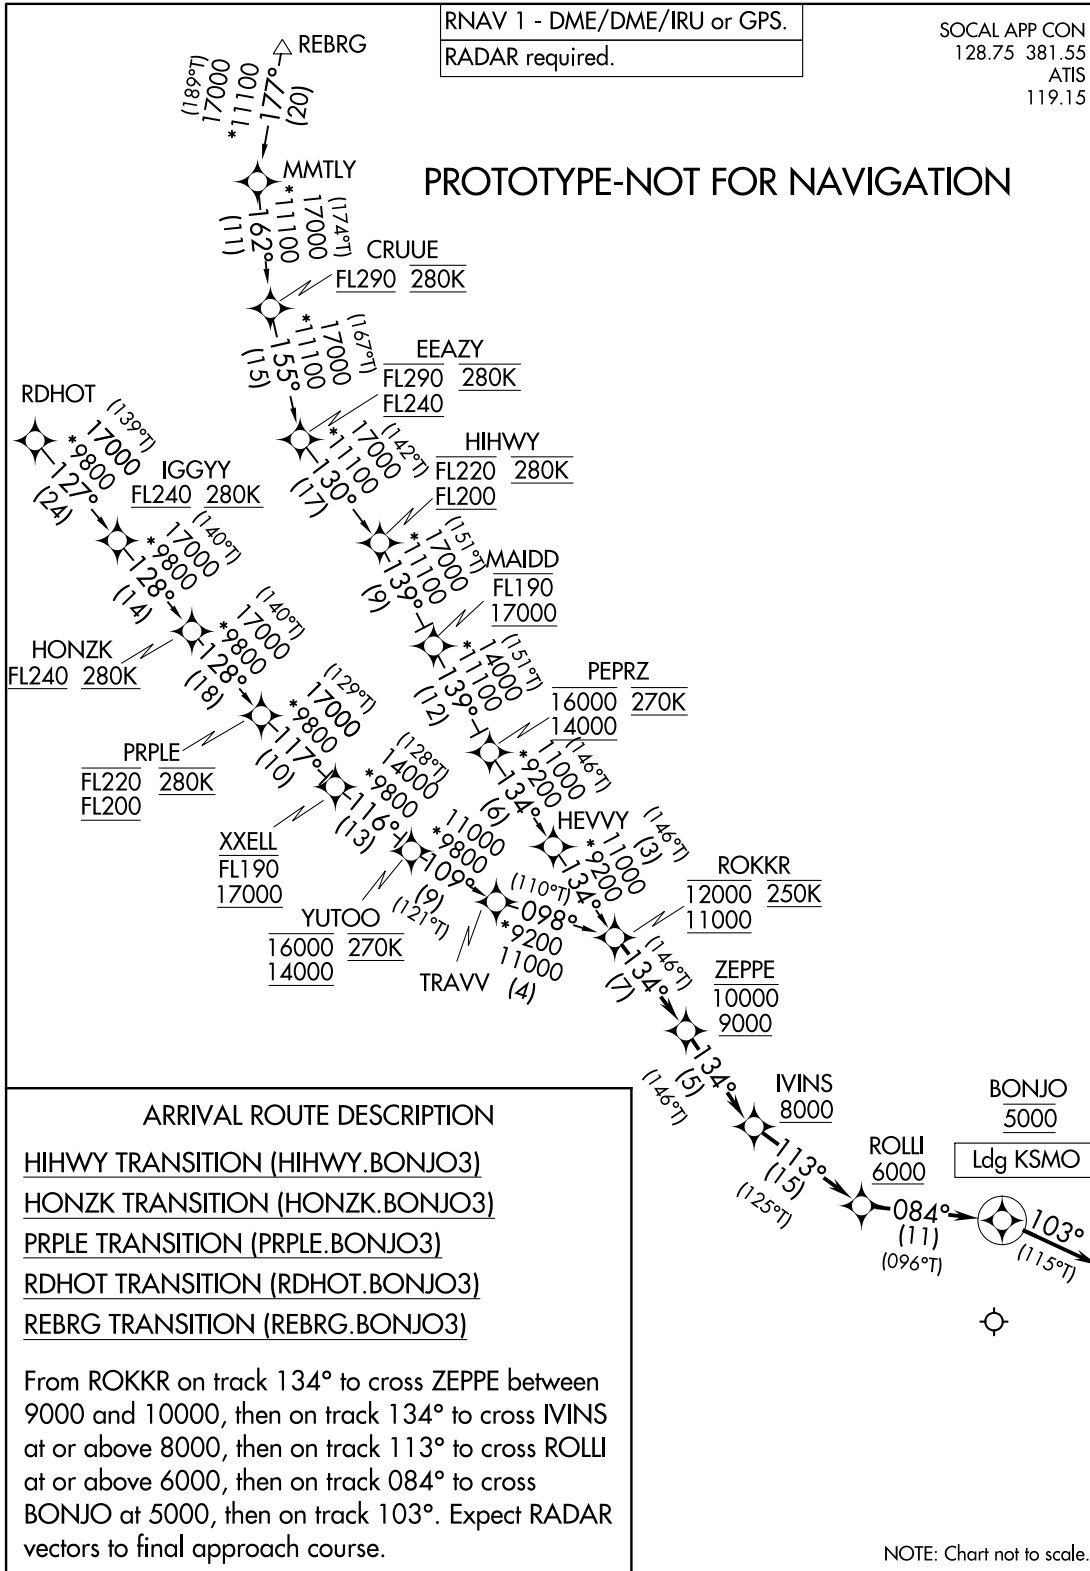 RNAV 1 - DME/DME/IRU or GPS.
RADAR required.
SOCAL APP CON
128.75 381.55
ATIS
119.15
PROTOTYPE-NOT FOR NAVIGATION
REBRG
(189°T)
17000
*11100
177°
(20)
MMTLY
(174°T)
17000
*11100
162°
(11)
CRUUE
FL290 280K
(167°T)
17000
*11100
155°
(15)
EEAZY
FL290 280K
FL240
(142°T)
17000
*11100
130°
(17)
HIHWY
FL220 280K
FL200
(151°T)
17000
*11100
139°
(9)
MAIDD
FL190
17000
(151°T)
14000
*11100
139°
(12)
PEPRZ
16000 270K
14000
(146°T)
11000
*9200
134°
(6)
HEVVY
(146°T)
(3)
11000
*9200
134°
ROKKR
12000 250K
11000
RDHOT
(139°T)
17000
*9800
127°
(24)
IGGYY
FL240 280K
(140°T)
17000
*9800
128°
(14)
HONZK
FL240 280K
(140°T)
17000
*9800
128°
(18)
PRPLE
FL220 280K
FL200
(129°T)
17000
*9800
117°
(10)
XXELL
FL190
17000
(128°T)
14000
*9800
116°
(13)
YUTOO
16000 270K
14000
11000
*9800
109°
(9)
(121°T)
TRAVV
(110°T)
098°
*9200
11000
(4)
(146°T)
134°
(7)
ZEPPE
10000
9000
134°
(5)
(146°T)
IVINS
8000
113°
(15)
(125°T)
ROLLI
6000
084°
(11)
(096°T)
BONJO
5000
Ldg KSMO
103°
(115°T)
ARRIVAL ROUTE DESCRIPTION
HIHWY TRANSITION (HIHWY.BONJO3)
HONZK TRANSITION (HONZK.BONJO3)
PRPLE TRANSITION (PRPLE.BONJO3)
RDHOT TRANSITION (RDHOT.BONJO3)
REBRG TRANSITION (REBRG.BONJO3)
From ROKKR on track 134° to cross ZEPPE between
9000 and 10000, then on track 134° to cross IVINS
at or above 8000, then on track 113° to cross ROLLI
at or above 6000, then on track 084° to cross
BONJO at 5000, then on track 103°. Expect RADAR
vectors to final approach course.
NOTE: Chart not to scale.